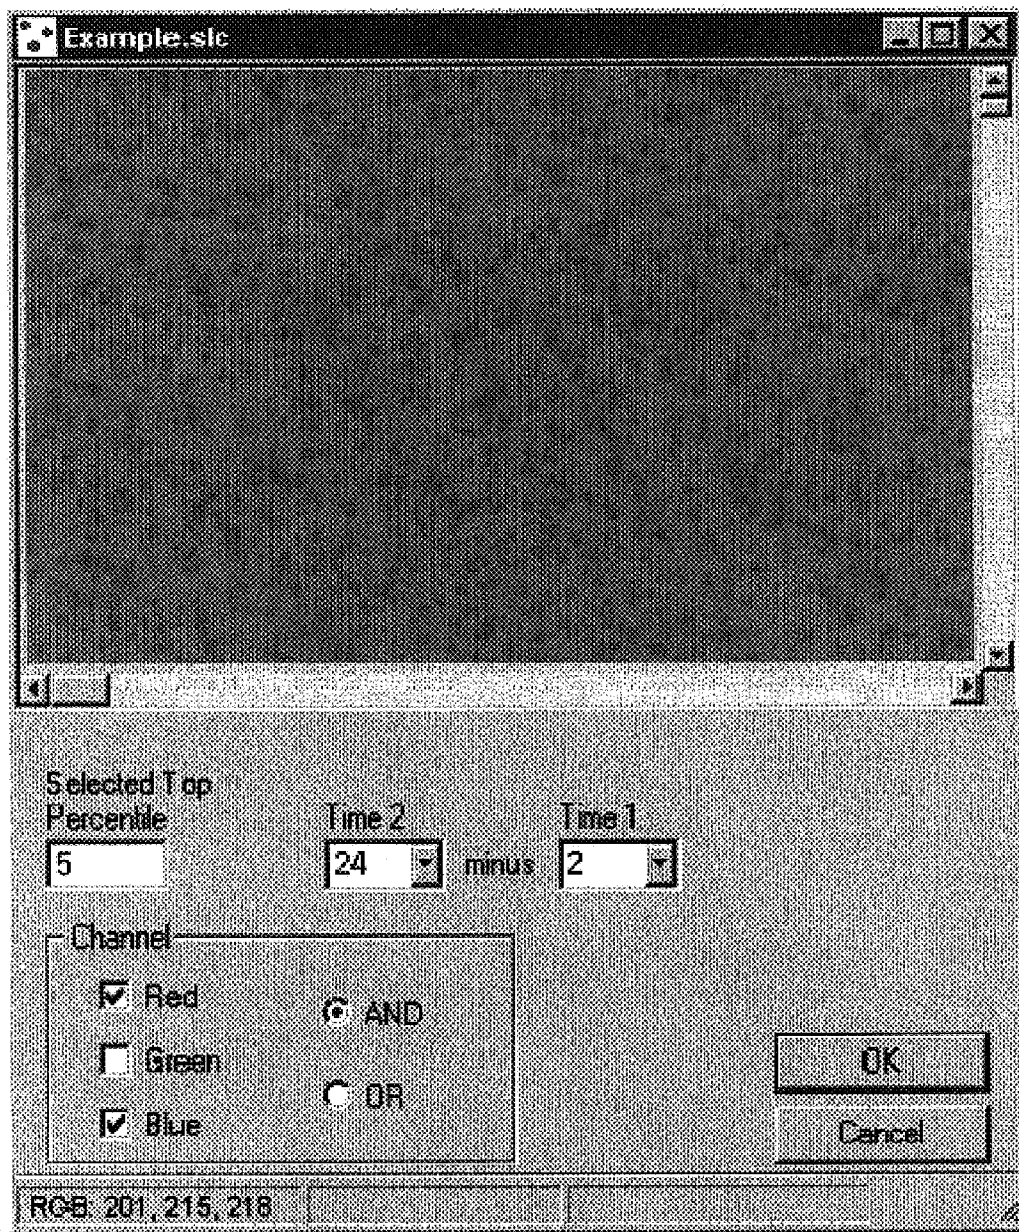 Example.slc
Selected Top
Percentile
Time 2
Time 1
5
24
minus
2
Channel
Red
AND
Green
OR
Blue
OK
Cancel
RGB: 201, 215, 218